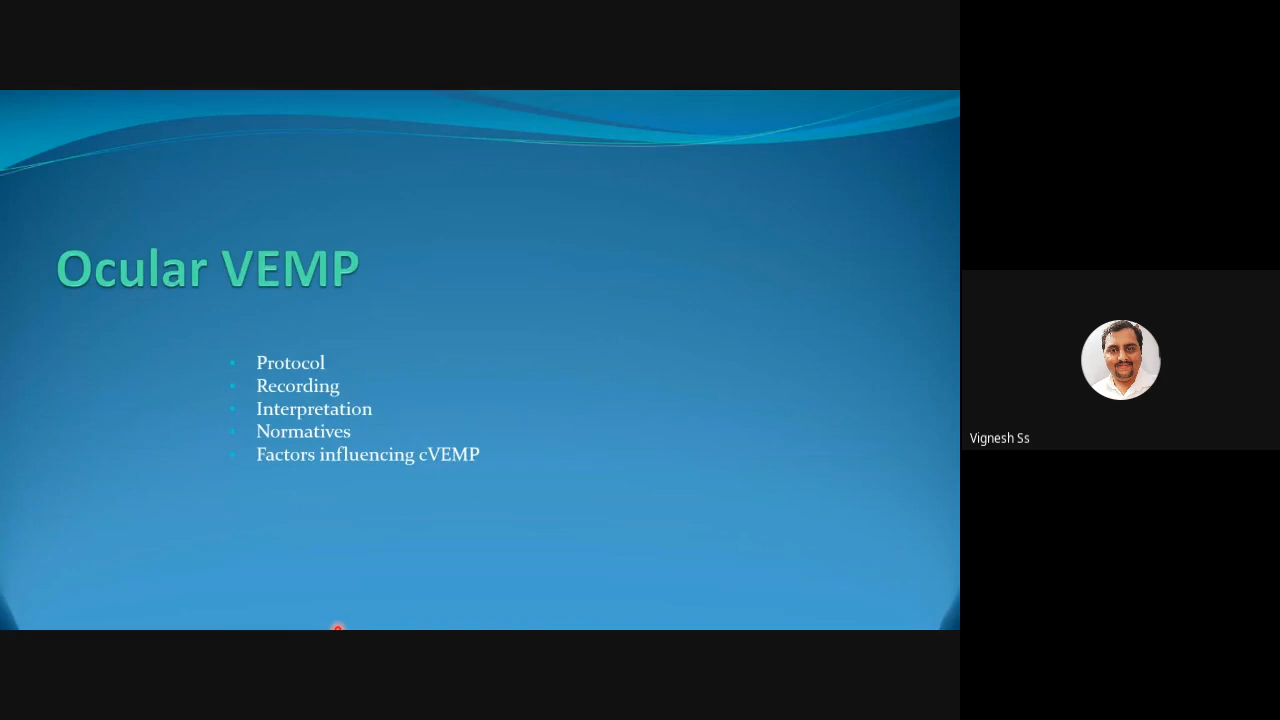 Ocular VEMP
Protocol
Recording
Interpretation
Normatives
Factors influencing cVEMP
Vignesh Ss